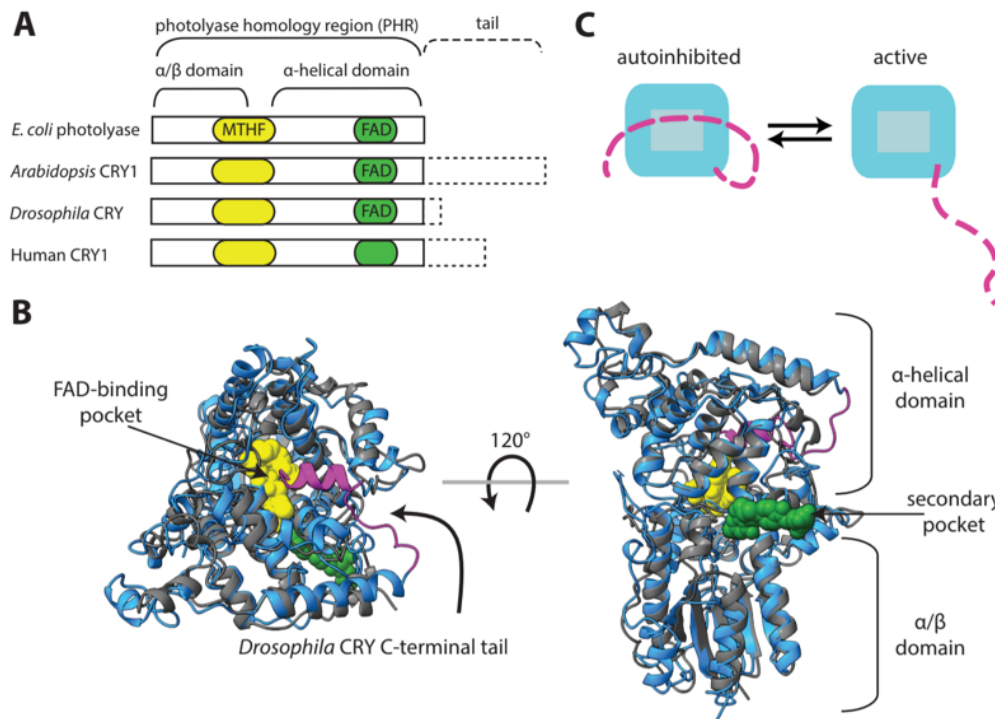 A
photolyase homology region (PHR)
tail
α/β domain
α-helical domain
E. coli photolyase
MTHF
FAD
Arabidopsis CRY1
FAD
Drosophila CRY
FAD
Human CRY1
C
autoinhibited
active
B
FAD-binding
pocket
120°
Drosophila CRY C-terminal tail
α-helical
domain
secondary
pocket
α/β
domain